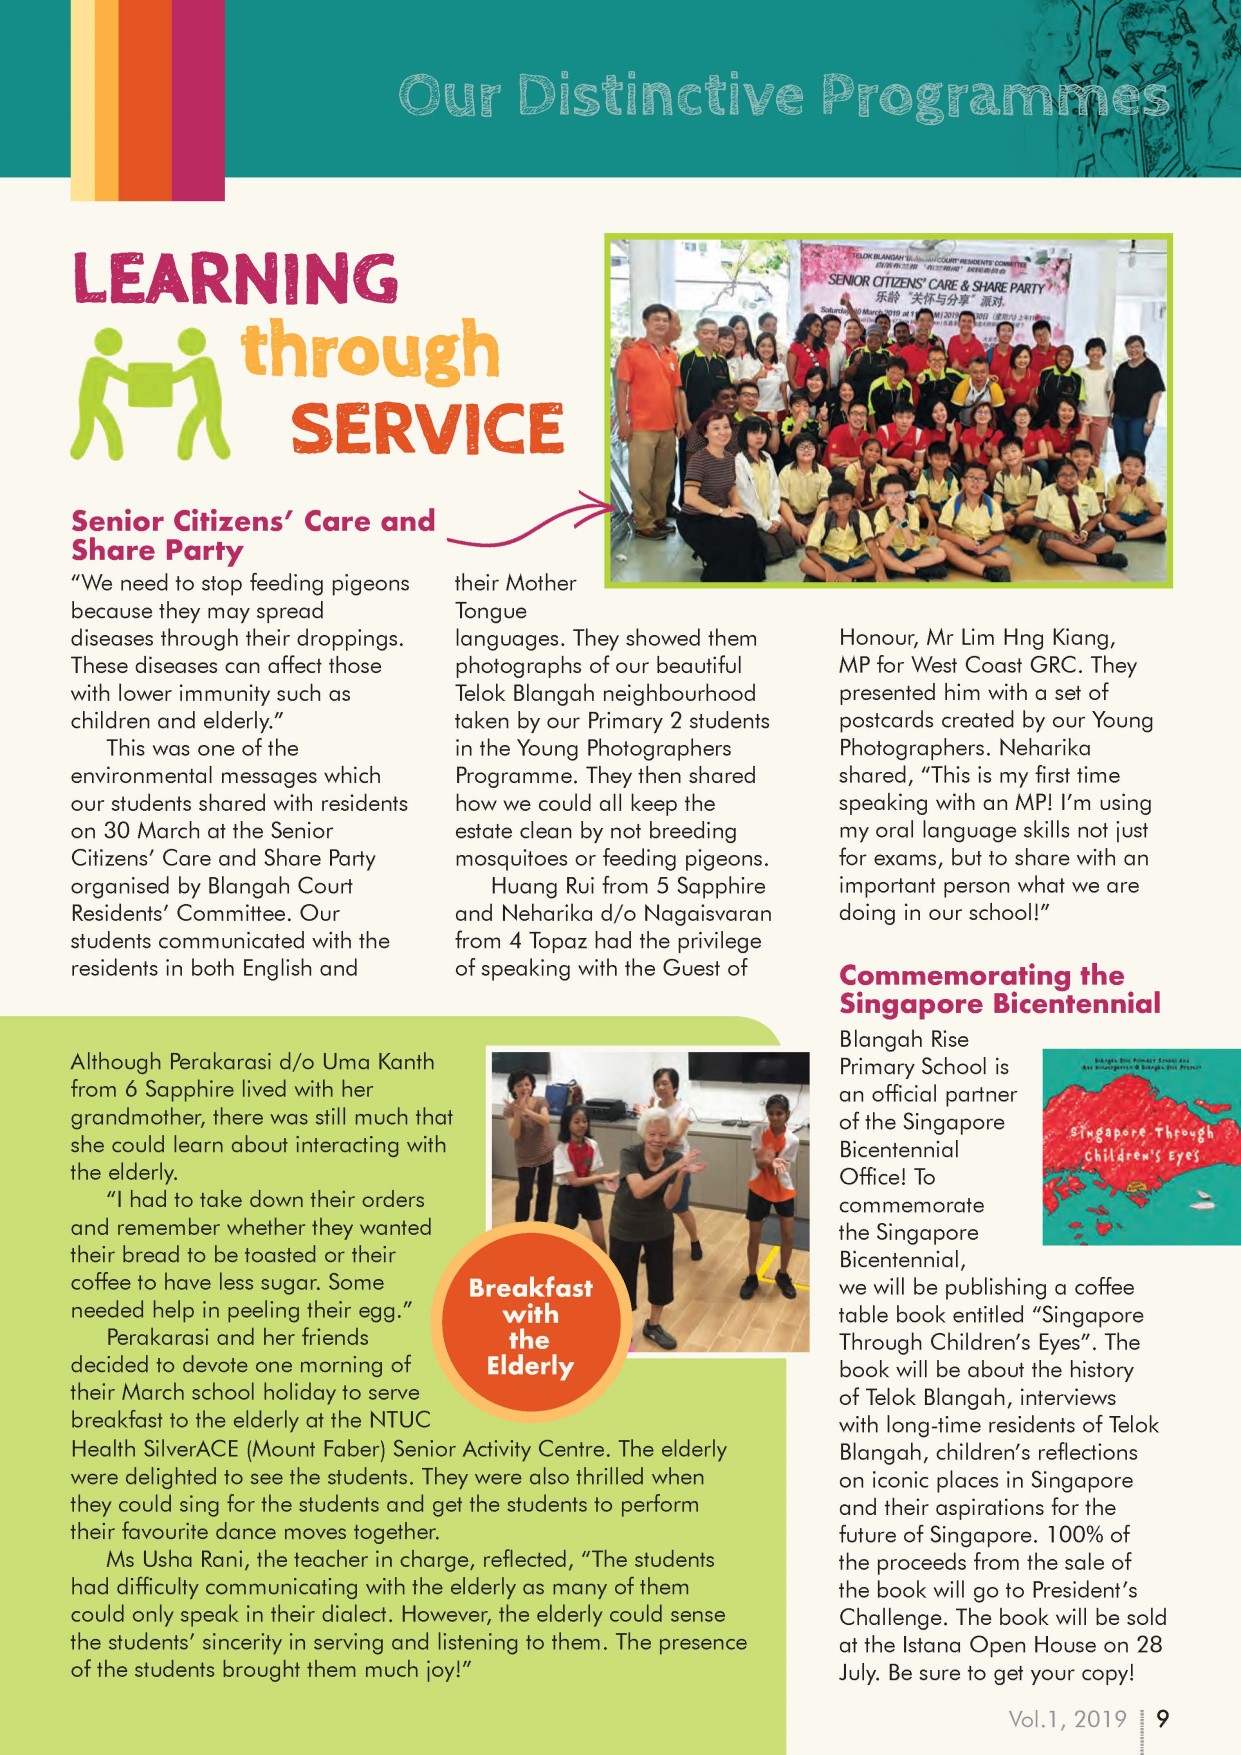 Our Distinctive Programmes
LEARNING
through
SERVICE
TELOK BLANGAH BLANGAH COURT RESIDENTS' COMMITTEE
SENIOR CITIZENS' CARE & SHARE PARTY
乐龄 “关怀与分享” 派对
Senior Citizens’ Care and
Share Party
“We need to stop feeding pigeons
because they may spread
diseases through their droppings.
These diseases can affect those
with lower immunity such as
children and elderly.”
This was one of the
environmental messages which
our students shared with residents
on 30 March at the Senior
Citizens’ Care and Share Party
organised by Blangah Court
Residents’ Committee. Our
students communicated with the
residents in both English and
their Mother
Tongue
languages. They showed them
photographs of our beautiful
Telok Blangah neighbourhood
taken by our Primary 2 students
in the Young Photographers
Programme. They then shared
how we could all keep the
estate clean by not breeding
mosquitoes or feeding pigeons.
Huang Rui from 5 Sapphire
and Neharika d/o Nagaisvaran
from 4 Topaz had the privilege
of speaking with the Guest of
Honour, Mr Lim Hng Kiang,
MP for West Coast GRC. They
presented him with a set of
postcards created by our Young
Photographers. Neharika
shared, “This is my first time
speaking with an MP! I’m using
my oral language skills not just
for exams, but to share with an
important person what we are
doing in our school!”
Although Perakarasi d/o Uma Kanth
from 6 Sapphire lived with her
grandmother, there was still much that
she could learn about interacting with
the elderly.
“I had to take down their orders
and remember whether they wanted
their bread to be toasted or their
coffee to have less sugar. Some
needed help in peeling their egg.”
Perakarasi and her friends
decided to devote one morning of
their March school holiday to serve
breakfast to the elderly at the NTUC
Health SilverACE (Mount Faber) Senior Activity Centre. The elderly
were delighted to see the students. They were also thrilled when
they could sing for the students and get the students to perform
their favourite dance moves together.
Ms Usha Rani, the teacher in charge, reflected, “The students
had difficulty communicating with the elderly as many of them
could only speak in their dialect. However, the elderly could sense
the students’ sincerity in serving and listening to them. The presence
of the students brought them much joy!”
Breakfast
with
the
Elderly
Commemorating the
Singapore Bicentennial
Blangah Rise
Primary School is
an official partner
of the Singapore
Bicentennial
Office! To
commemorate
the Singapore
Bicentennial,
we will be publishing a coffee
table book entitled “Singapore
Through Children’s Eyes”. The
book will be about the history
of Telok Blangah, interviews
with long-time residents of Telok
Blangah, children’s reflections
on iconic places in Singapore
and their aspirations for the
future of Singapore. 100% of
the proceeds from the sale of
the book will go to President’s
Challenge. The book will be sold
at the Istana Open House on 28
July. Be sure to get your copy!
Blangah Rise Primary School and
Singapore Through
Children's Eyes
Vol.1, 2019
9